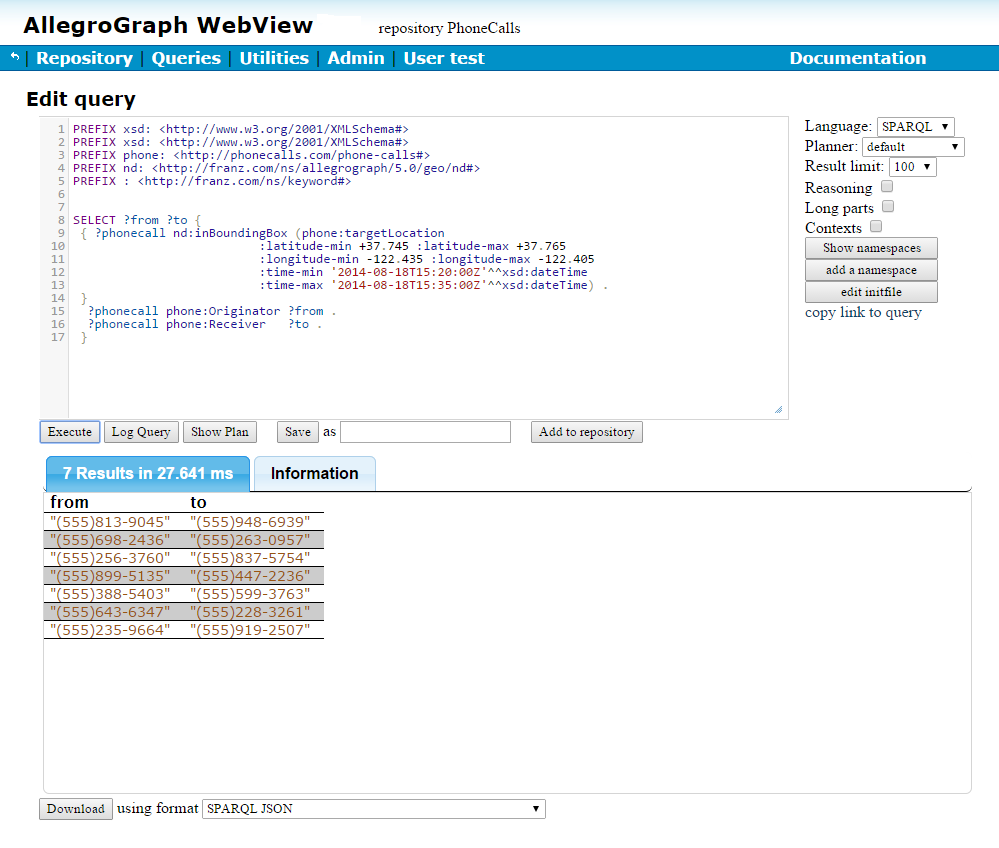 AllegroGraph WebView repository PhoneCalls
Repository | Queries | Utilities | Admin | User test Documentation
Edit query
1 PREFIX xsd: <http://www.w3.org/2001/XMLSchema#>
2 PREFIX xsd: <http://www.w3.org/2001/XMLSchema#>
3 PREFIX phone: <http://phonecalls.com/phone-calls#>
4 PREFIX nd: <http://franz.com/ns/allegrograph/5.0/geo/nd#>
5 PREFIX : <http://franz.com/ns/keyword#>
6
7
8 SELECT ?from ?to {
9 { ?phonecall nd:inBoundingBox (phone:targetLocation
10 :latitude-min +37.745 :latitude-max +37.765
11 :longitude-min -122.435 :longitude-max -122.405
12 :time-min '2014-08-18T15:20:00Z'^^xsd:dateTime
13 :time-max '2014-08-18T15:35:00Z'^^xsd:dateTime) .
14 }
15 ?phonecall phone:Originator ?from .
16 ?phonecall phone:Receiver ?to .
17 }
Language: SPARQL
Planner: default
Result limit: 100
Reasoning
Long parts
Contexts
Show namespaces
add a namespace
edit initfile
copy link to query
Execute Log Query Show Plan Save as Add to repository
7 Results in 27.641 ms Information
from to
"(555)813-9045" "(555)948-6939"
"(555)698-2436" "(555)263-0957"
"(555)256-3760" "(555)837-5754"
"(555)899-5135" "(555)447-2236"
"(555)388-5403" "(555)599-3763"
"(555)643-6347" "(555)228-3261"
"(555)235-9664" "(555)919-2507"
Download using format SPARQL JSON